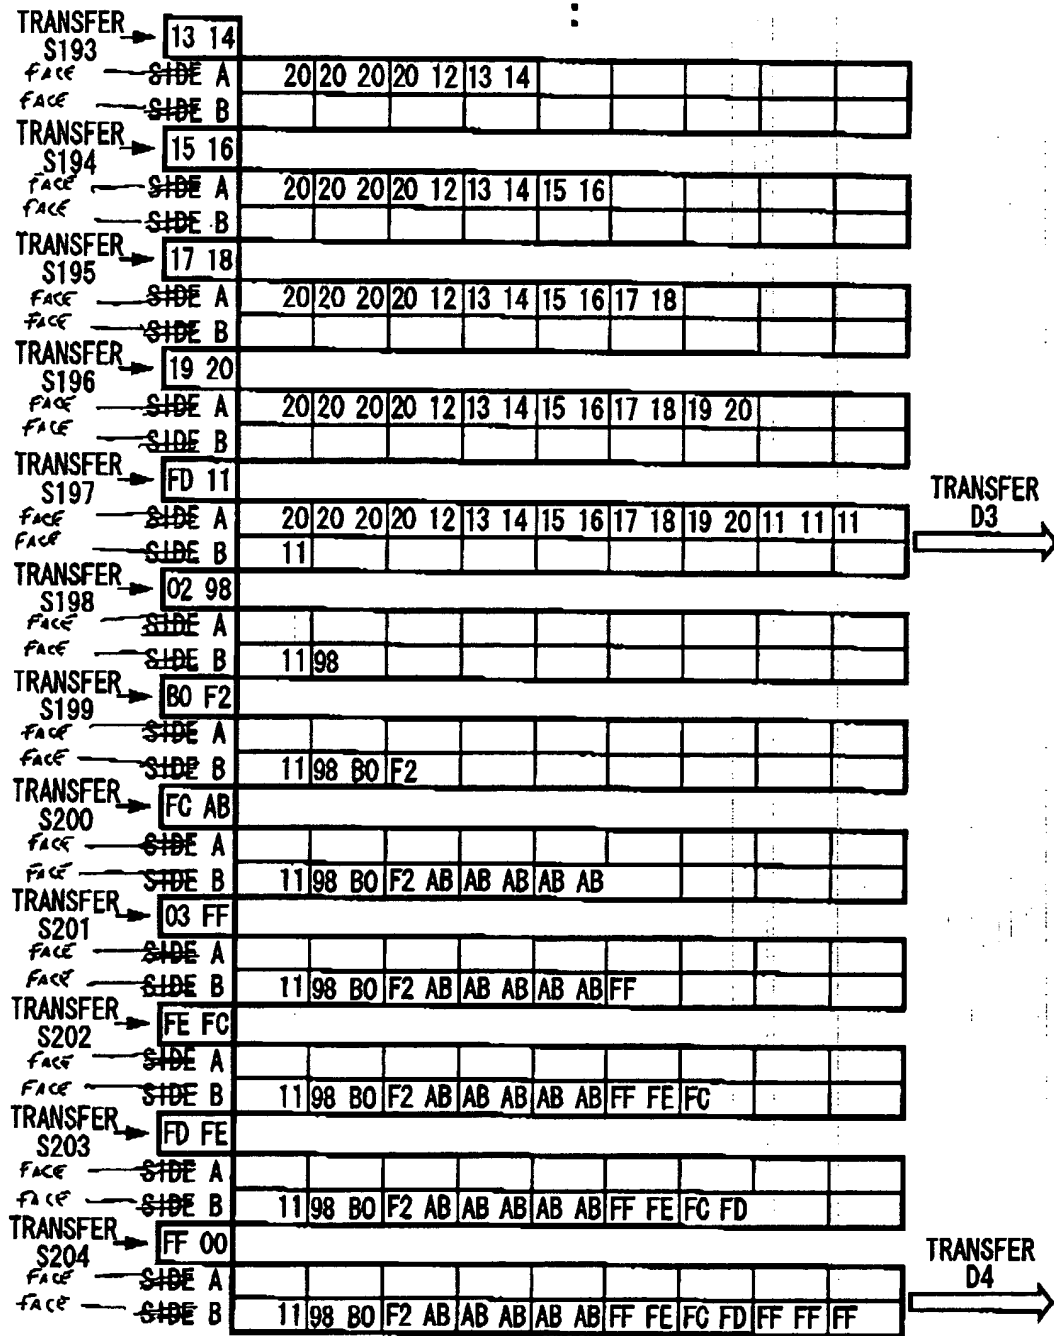 TRANSFER S193 → 13 14
FACE SIDE A 20 20 20 20 12 13 14
FACE SIDE B
TRANSFER S194 → 15 16
FACE SIDE A 20 20 20 20 12 13 14 15 16
FACE SIDE B
TRANSFER S195 → 17 18
FACE SIDE A 20 20 20 20 12 13 14 15 16 17 18
FACE SIDE B
TRANSFER S196 → 19 20
FACE SIDE A 20 20 20 20 12 13 14 15 16 17 18 19 20
FACE SIDE B
TRANSFER S197 → FD 11
FACE SIDE A 20 20 20 20 12 13 14 15 16 17 18 19 20 11 11 11
TRANSFER D3
FACE SIDE B 11
TRANSFER S198 → 02 98
FACE SIDE A
FACE SIDE B 11 98
TRANSFER S199 → B0 F2
FACE SIDE A
FACE SIDE B 11 98 B0 F2
TRANSFER S200 → FC AB
FACE SIDE A
FACE SIDE B 11 98 B0 F2 AB AB AB AB AB
TRANSFER S201 → 03 FF
FACE SIDE A
FACE SIDE B 11 98 B0 F2 AB AB AB AB AB FF
TRANSFER S202 → FE FC
FACE SIDE A
FACE SIDE B 11 98 B0 F2 AB AB AB AB AB FF FE FC
TRANSFER S203 → FD FE
FACE SIDE A
FACE SIDE B 11 98 B0 F2 AB AB AB AB AB FF FE FC FD
TRANSFER S204 → FF 00
FACE SIDE A
TRANSFER D4
FACE SIDE B 11 98 B0 F2 AB AB AB AB AB FF FE FC FD FF FF FF